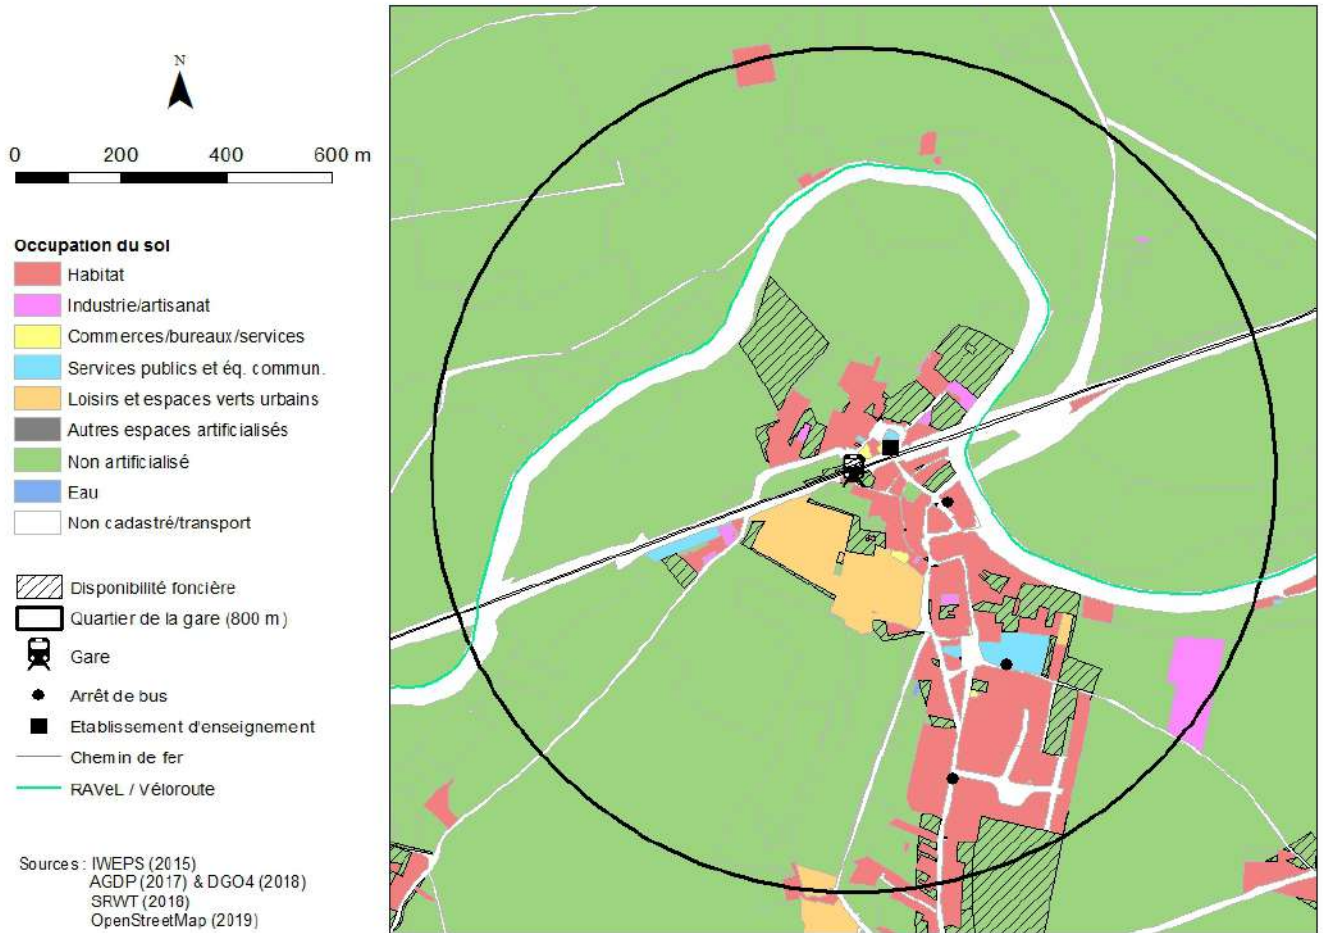 N
0 200 400 600 m
Occupation du sol
Habitat
Industrie/artisanat
Commerces/bureaux/services
Services publics et éq. commun.
Loisirs et espaces verts urbains
Autres espaces artificialisés
Non artificialisé
Eau
Non cadastré/transport
Disponibilité foncière
Quartier de la gare (800 m)
Gare
Arrêt de bus
Etablissement d'enseignement
Chemin de fer
RAVeL / Véloroute
Sources : IWEPS (2015)
AGDP (2017) & DGO4 (2018)
SRWT (2018)
OpenStreetMap (2019)